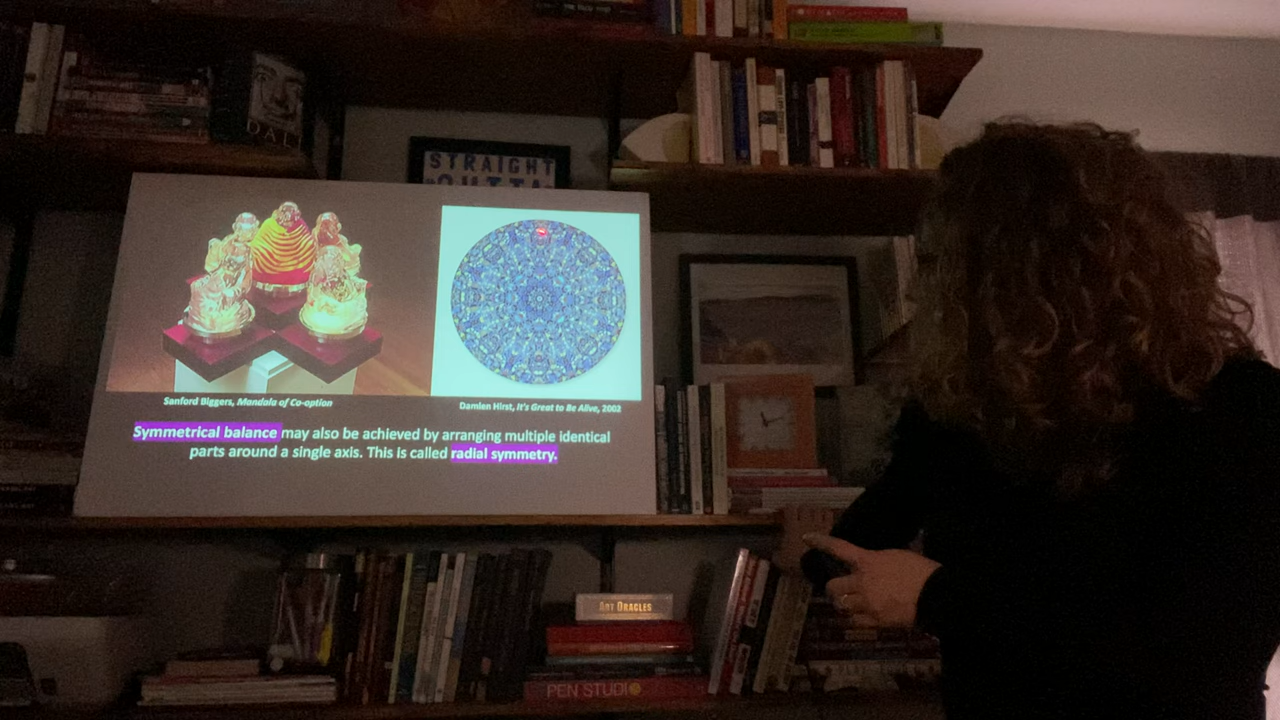 DALÍ
STRAIGHT
OUTTA
Sanford Biggers, Mandala of Co-option
Damien Hirst, It's Great to Be Alive, 2002
Symmetrical balance may also be achieved by arranging multiple identical
parts around a single axis. This is called radial symmetry.
ART ORACLES
PEN STUDIO